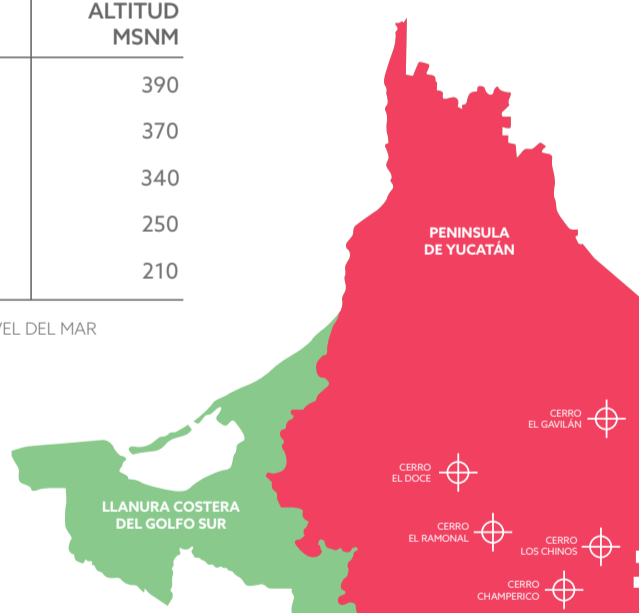 ALTITUD
MSNM
390
370
340
250
210
VEL DEL MAR
PENINSULA
DE YUCATÁN
CERRO
EL GAVILÁN
CERRO
EL DOCE
LLANURA COSTERA
DEL GOLFO SUR
CERRO
EL RAMONAL
CERRO
LOS CHINOS
CERRO
CHAMPERICO